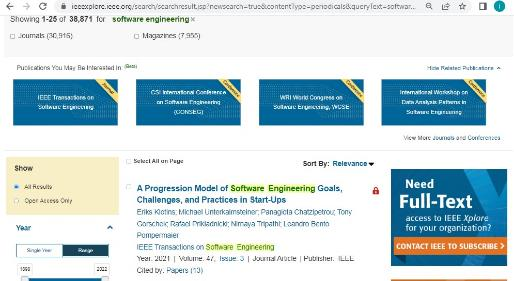 ieeexplore.ieee.org/search/searchresult.jsp?newsearch=true&contentType=periodicals&queryText=softwar...
Showing 1-25 of 38,871 for software engineering ×
Journals (30,916)
Magazines (7,955)
Publications You May Be Interested In (Beta)
Hide Related Publications
IEEE Transactions on
Software Engineering
Journal
CSI International Conference
on Software Engineering
(CONSEG)
Conference
WRI World Congress on
Software Engineering, WCSE
Conference
International Workshop on
Data Analysis Patterns in
Software Engineering
Conference
View More Journals and Conferences
Show
All Results
Open Access Only
Year
Single Year
Range
1898
2022
Select All on Page
Sort By: Relevance
A Progression Model of Software Engineering Goals,
Challenges, and Practices in Start-Ups
Eriks Klotins; Michael Unterkalmsteiner; Panagiota Chatzipetrou; Tony
Gorschek; Rafael Prikladnicki; Nirnaya Tripathi; Leandro Bento
Pompermaier
IEEE Transactions on Software Engineering
Year: 2021 | Volume: 47, Issue: 3 | Journal Article | Publisher: IEEE
Cited by: Papers (13)
Need
Full-Text
access to IEEE Xplore
for your organization?
CONTACT IEEE TO SUBSCRIBE >